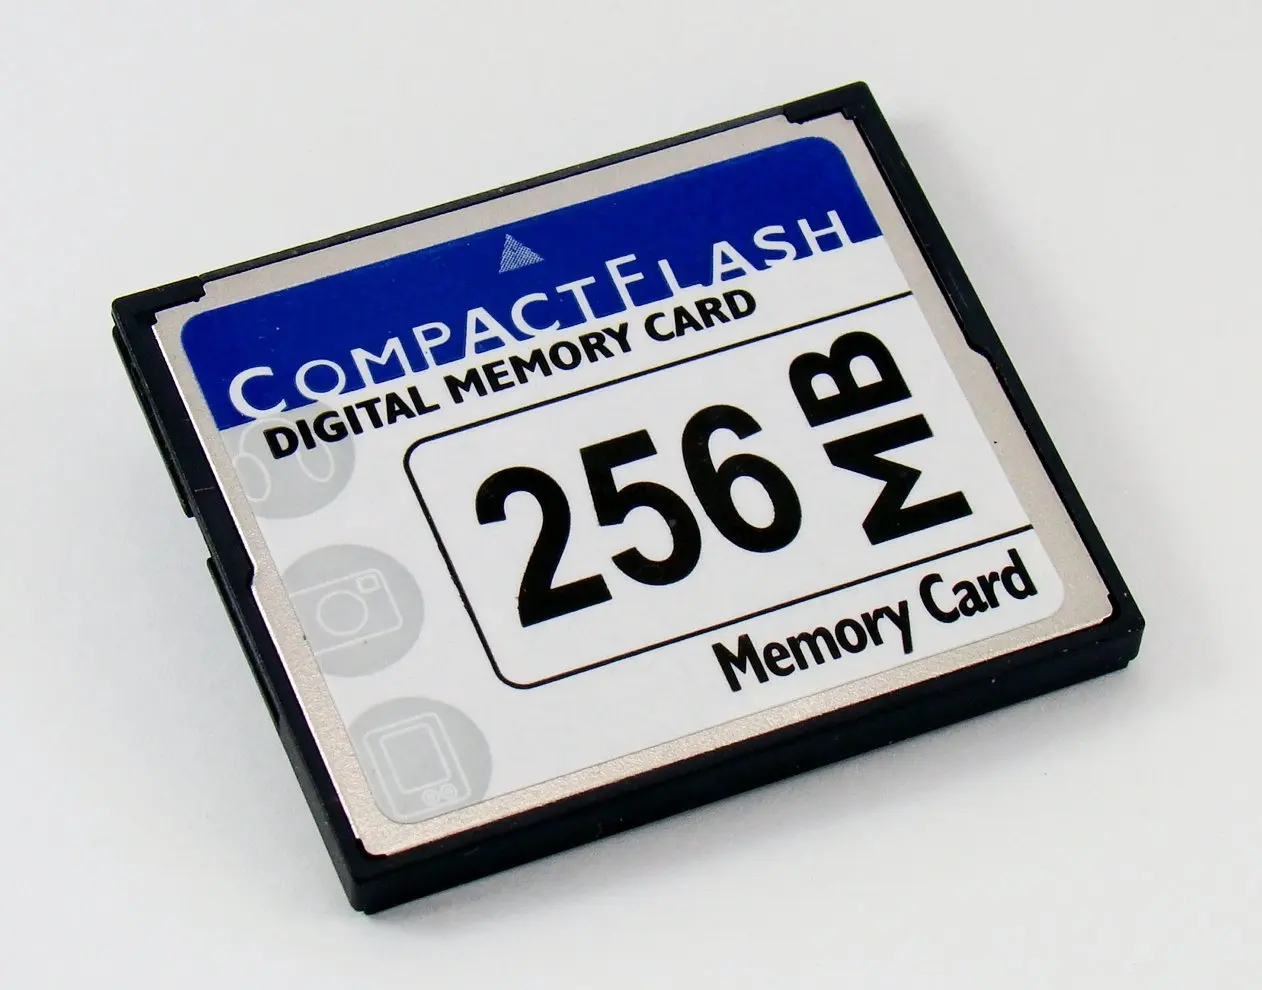 COMPACTFLASH
DIGITAL MEMORY CARD
256 MB
Memory Card